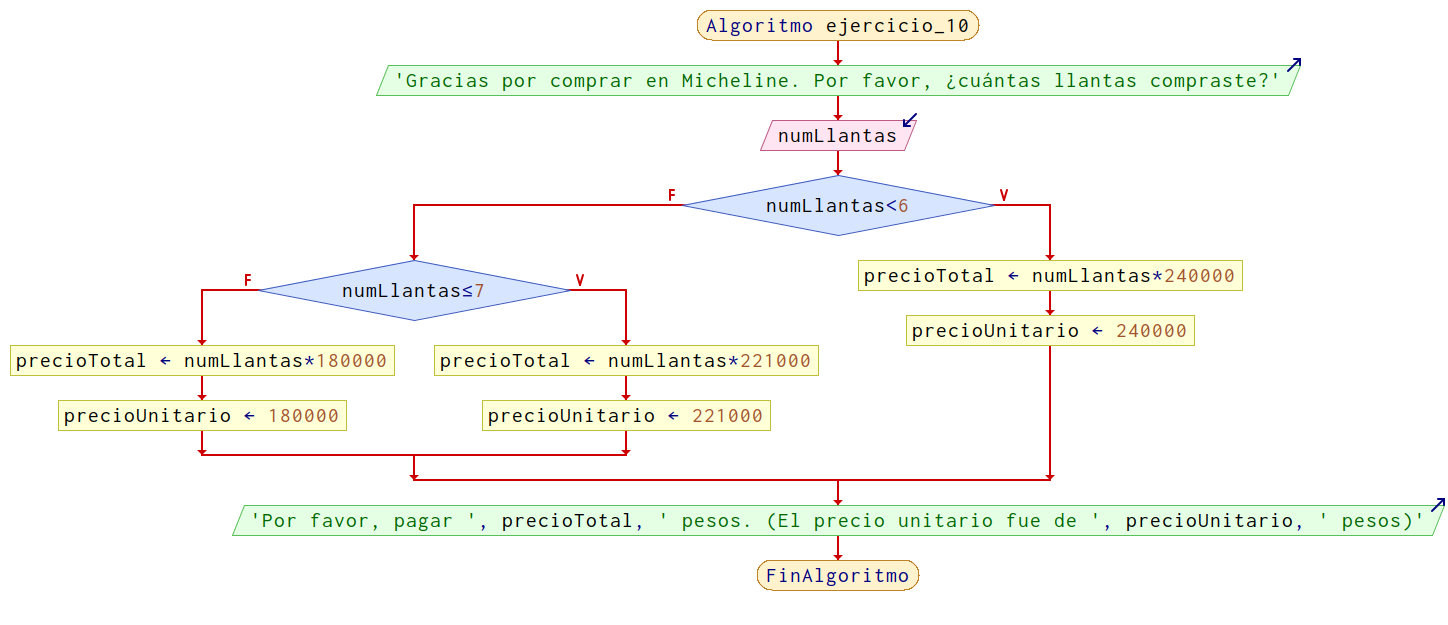 Algoritmo ejercicio_10
'Gracias por comprar en Micheline. Por favor, ¿cuántas llantas compraste?'
numLlantas
numLlantas<6
F
V
numLlantas≤7
F
V
precioTotal ← numLlantas*240000
precioUnitario ← 240000
precioTotal ← numLlantas*180000
precioUnitario ← 180000
precioTotal ← numLlantas*221000
precioUnitario ← 221000
'Por favor, pagar ', precioTotal, ' pesos. (El precio unitario fue de ', precioUnitario, ' pesos)'
FinAlgoritmo